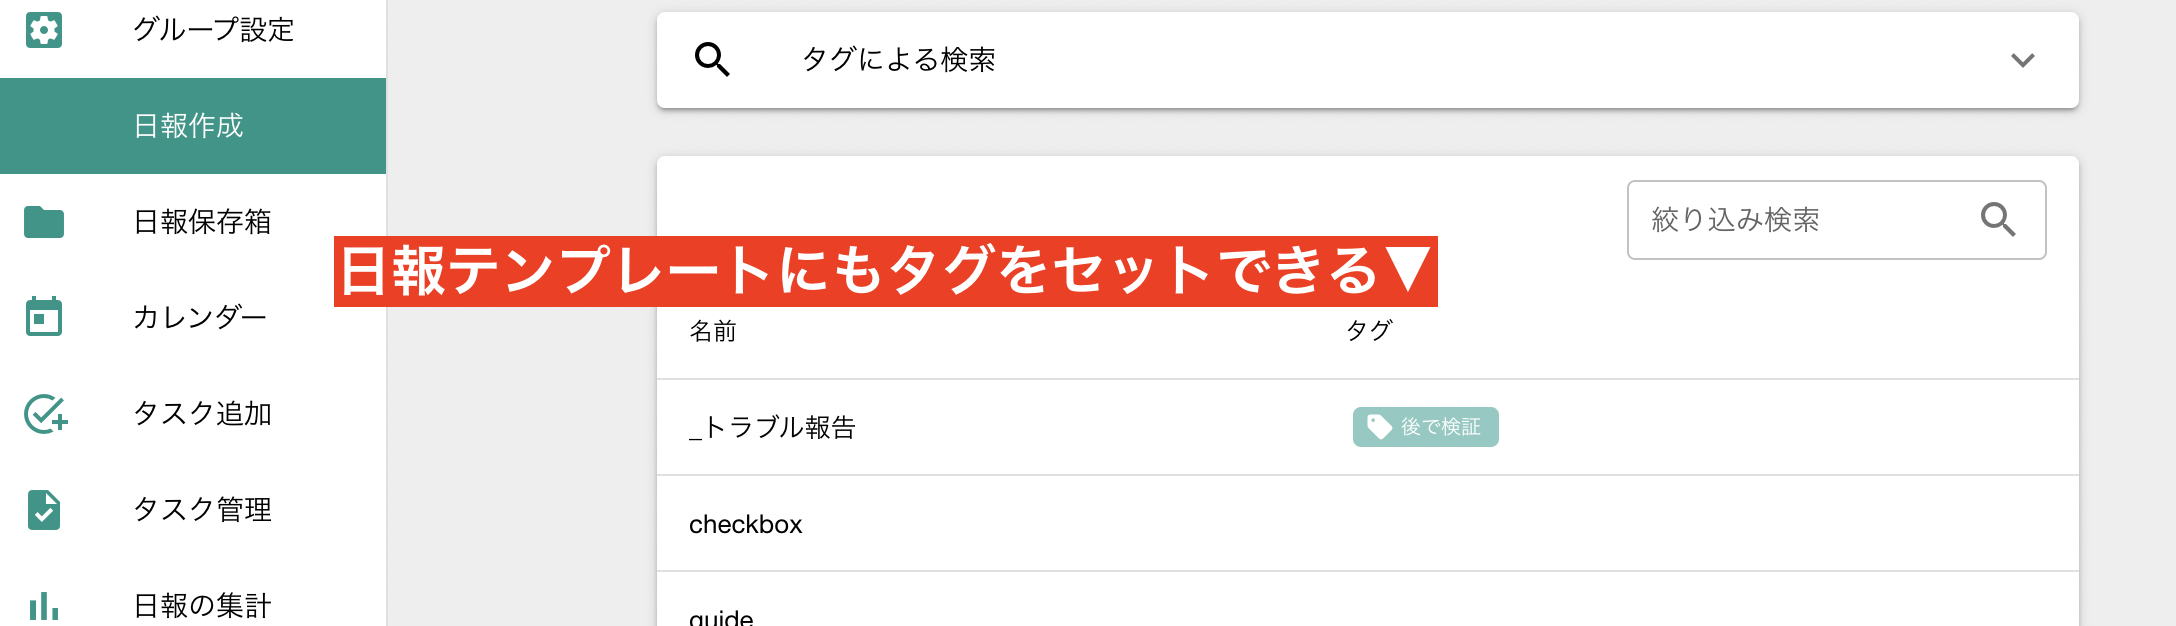 グループ設定
日報作成
日報保存箱
カレンダー
タスク追加
タスク管理
日報の集計
タグによる検索
絞り込み検索
日報テンプレートにもタグをセットできる▼
名前 タグ
_トラブル報告 後で検証
checkbox
guide